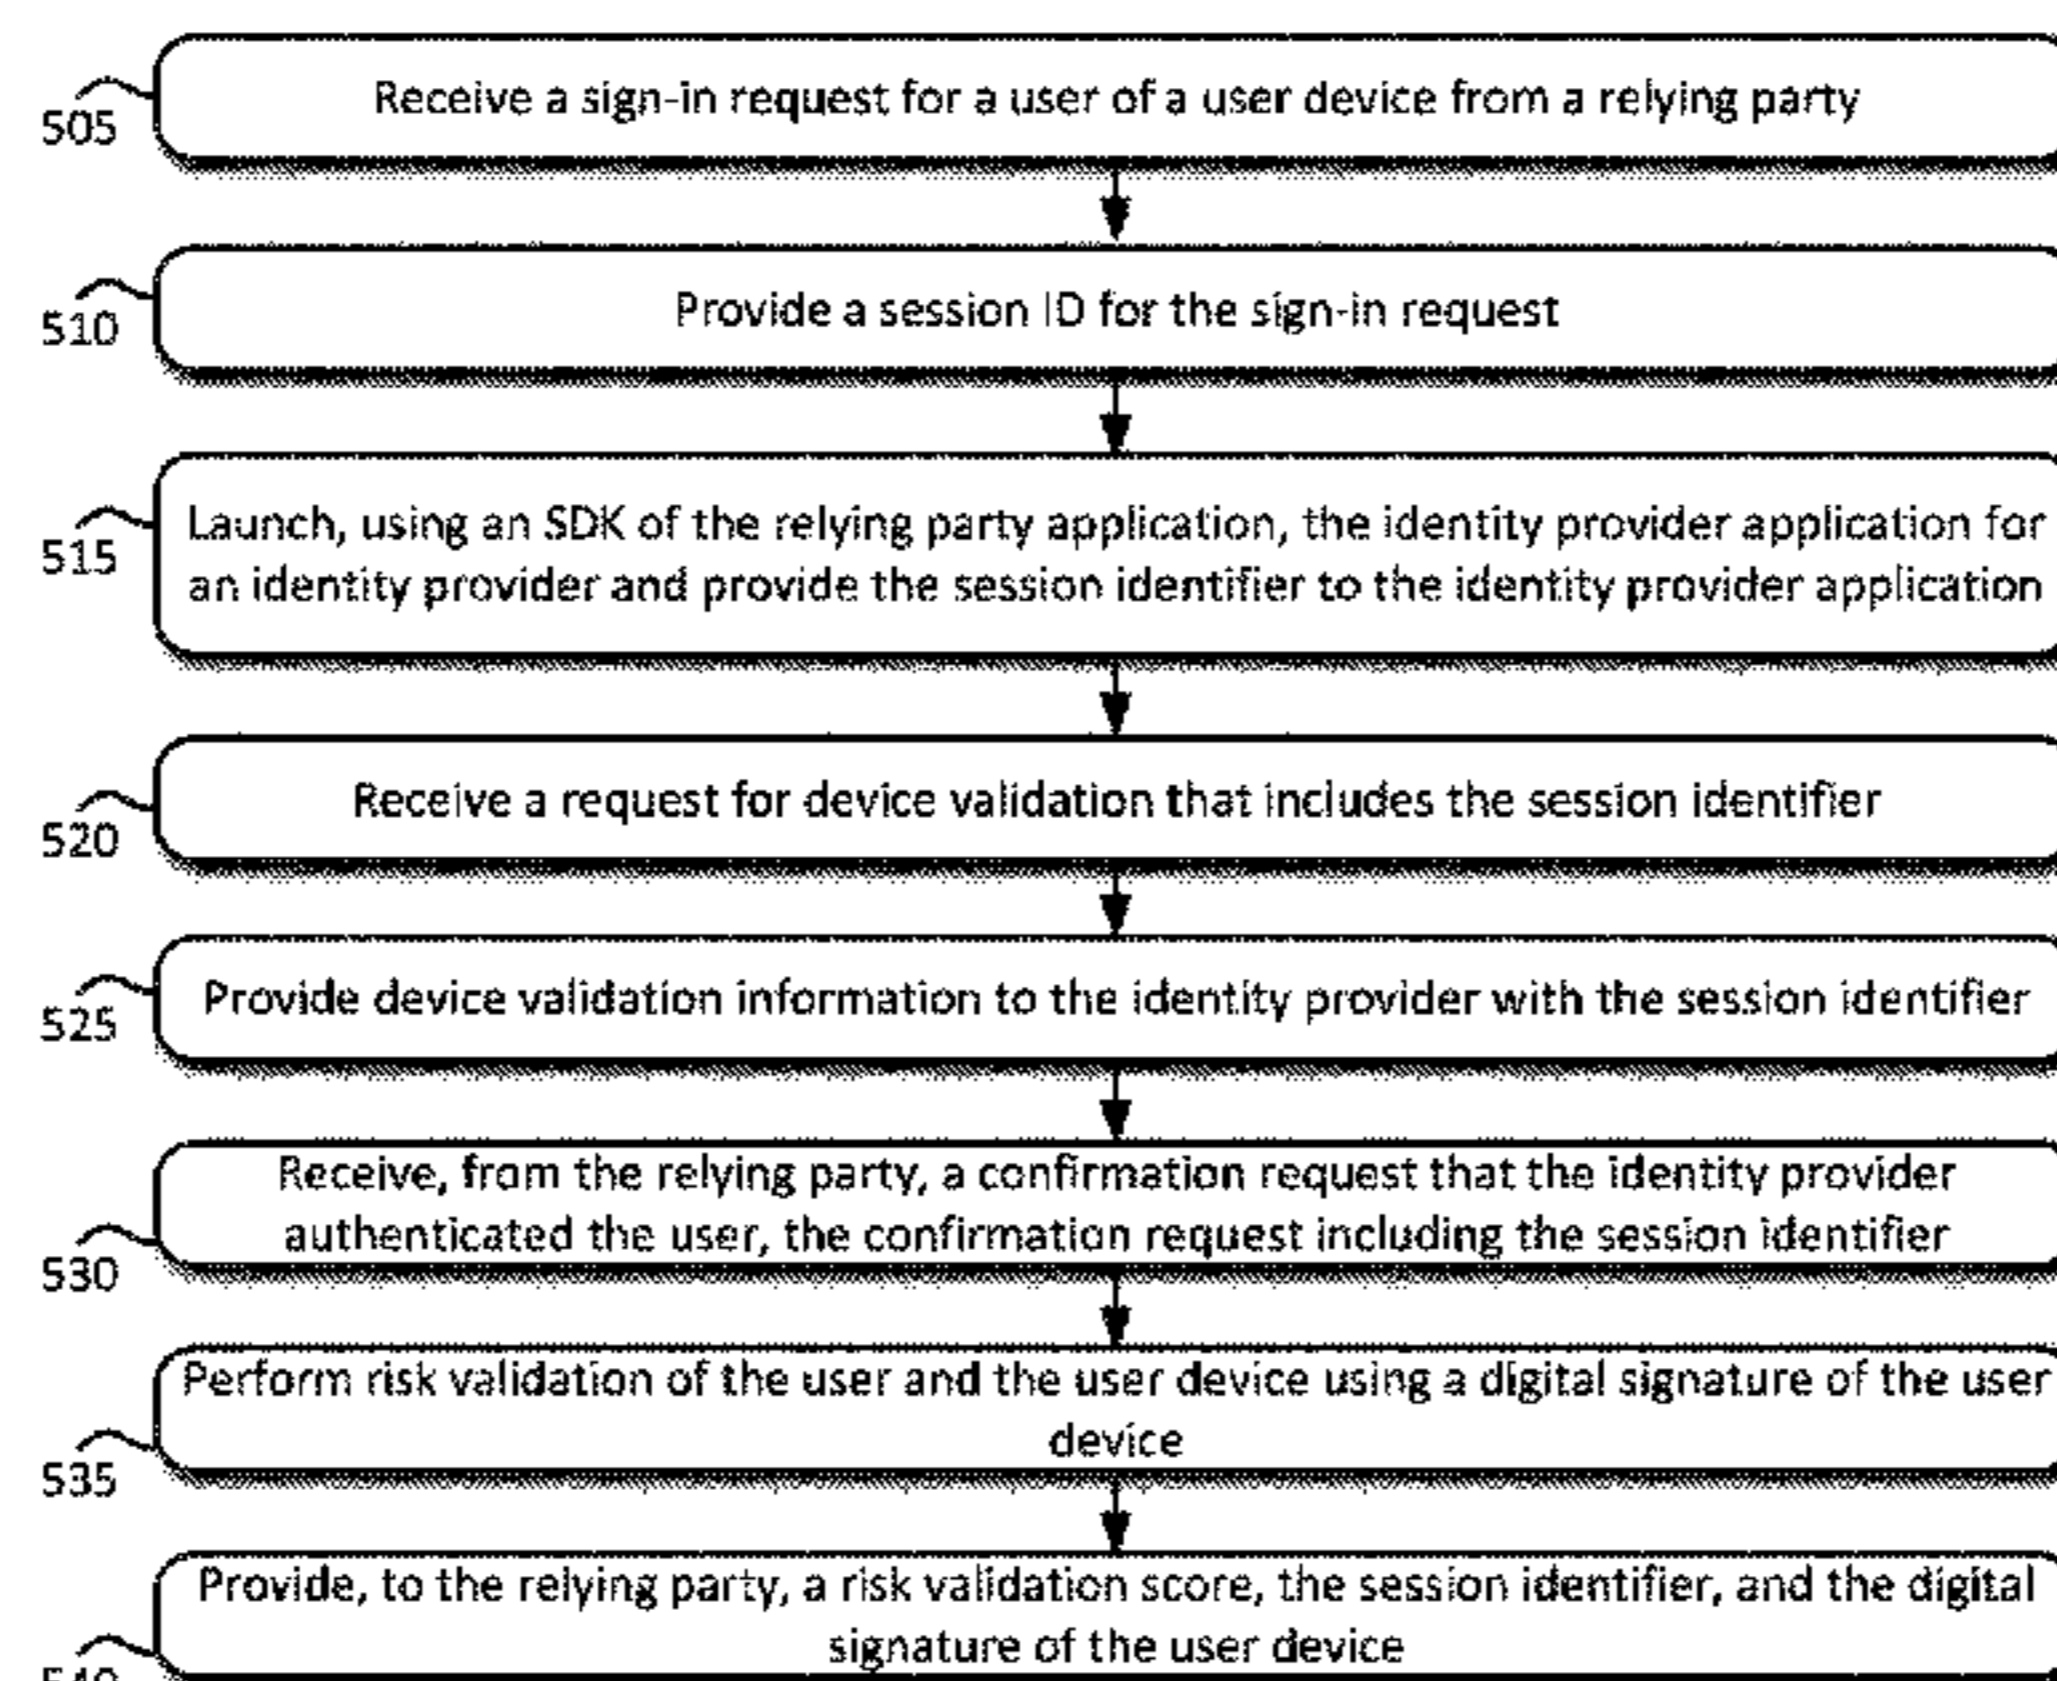 Receive a sign-in request for a user of a user device from a relying party
505
Provide a session ID for the sign-in request
510
Launch, using an SDK of the relying party application, the identity provider application for
515
an identity provider and provide the session identifier to the identity provider application
Receive a request for device validation that includes the session identifier
520
Provide device validation information to the identity provider with the session identifier
525
Receive, from the relying party, a confirmation request that the identity provider
authenticated the user, the confirmation request including the session identifier
530
Perform risk validation of the user and the user device using a digital signature of the user
device
535
Provide, to the relying party, a risk validation score, the session identifier, and the digital
signature of the user device